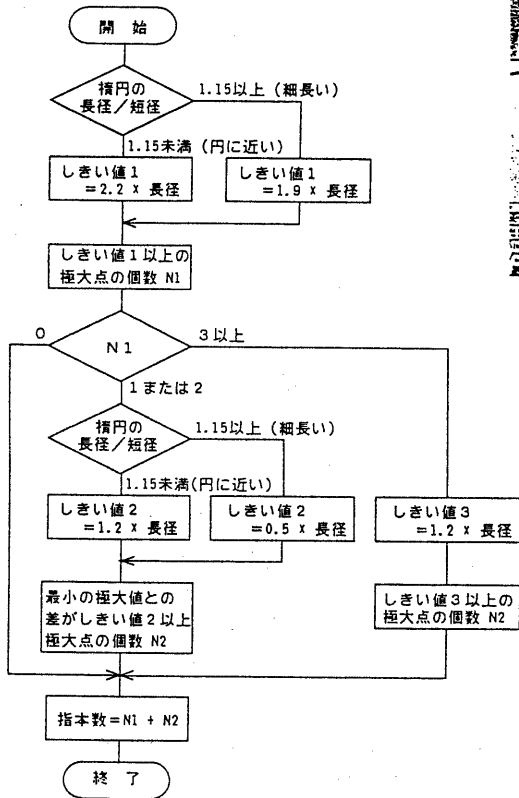 開 始
楕円の
長径／短径
1.15以上 (細長い)
1.15未満 (円に近い)
しきい値1
=2.2 x 長径
しきい値1
=1.9 x 長径
しきい値1以上の
極大点の個数 N1
N1
0
3以上
1または2
楕円の
長径／短径
1.15以上 (細長い)
1.15未満(円に近い)
しきい値2
=1.2 x 長径
しきい値2
=0.5 x 長径
しきい値3
=1.2 x 長径
最小の極大値との
差がしきい値2以上
極大点の個数 N2
しきい値3以上の
極大点の個数 N2
指本数=N1 + N2
終 了